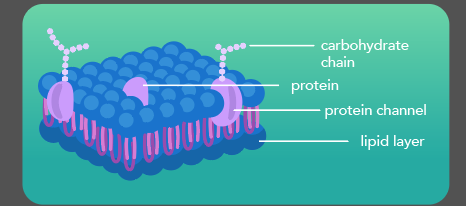 carbohydrate
chain
protein
protein channel
lipid layer